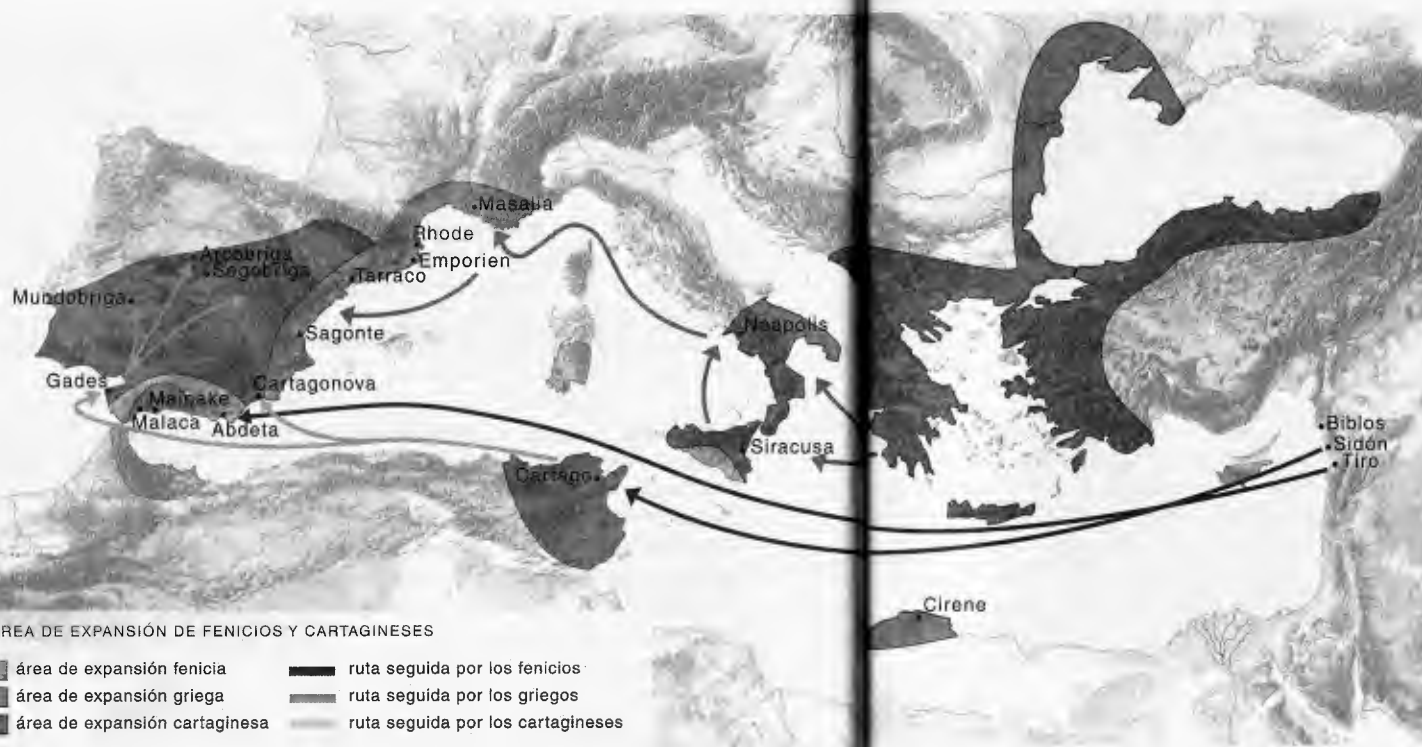 Masalia
Rhode
Emporien
Arcobriga
Segobriga
Tarraco
Mundobriga
Sagonte
Neapolis
Gades
Cartagonova
Mainake
Malaca
Abdeta
Siracusa
Cartago
Biblos
Sidón
Tiro
Cirene
REA DE EXPANSIÓN DE FENICIOS Y CARTAGINESES
área de expansión fenicia
ruta seguida por los fenicios
área de expansión griega
ruta seguida por los griegos
área de expansión cartaginesa
ruta seguida por los cartagineses